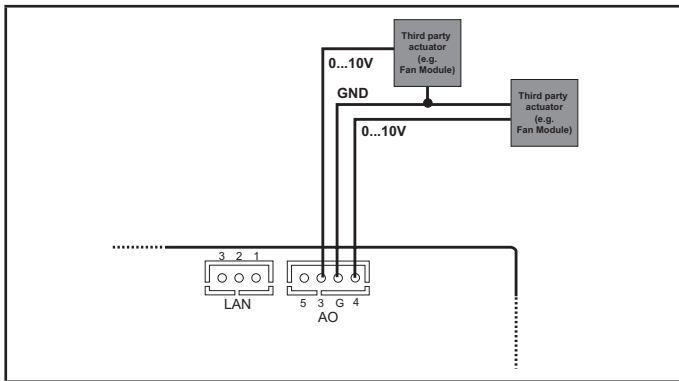 Third party
actuator
(e.g.
Fan Module)
0...10V
GND
Third party
actuator
(e.g.
Fan Module)
0...10V
3 2 1
LAN
5 3 G 4
AO